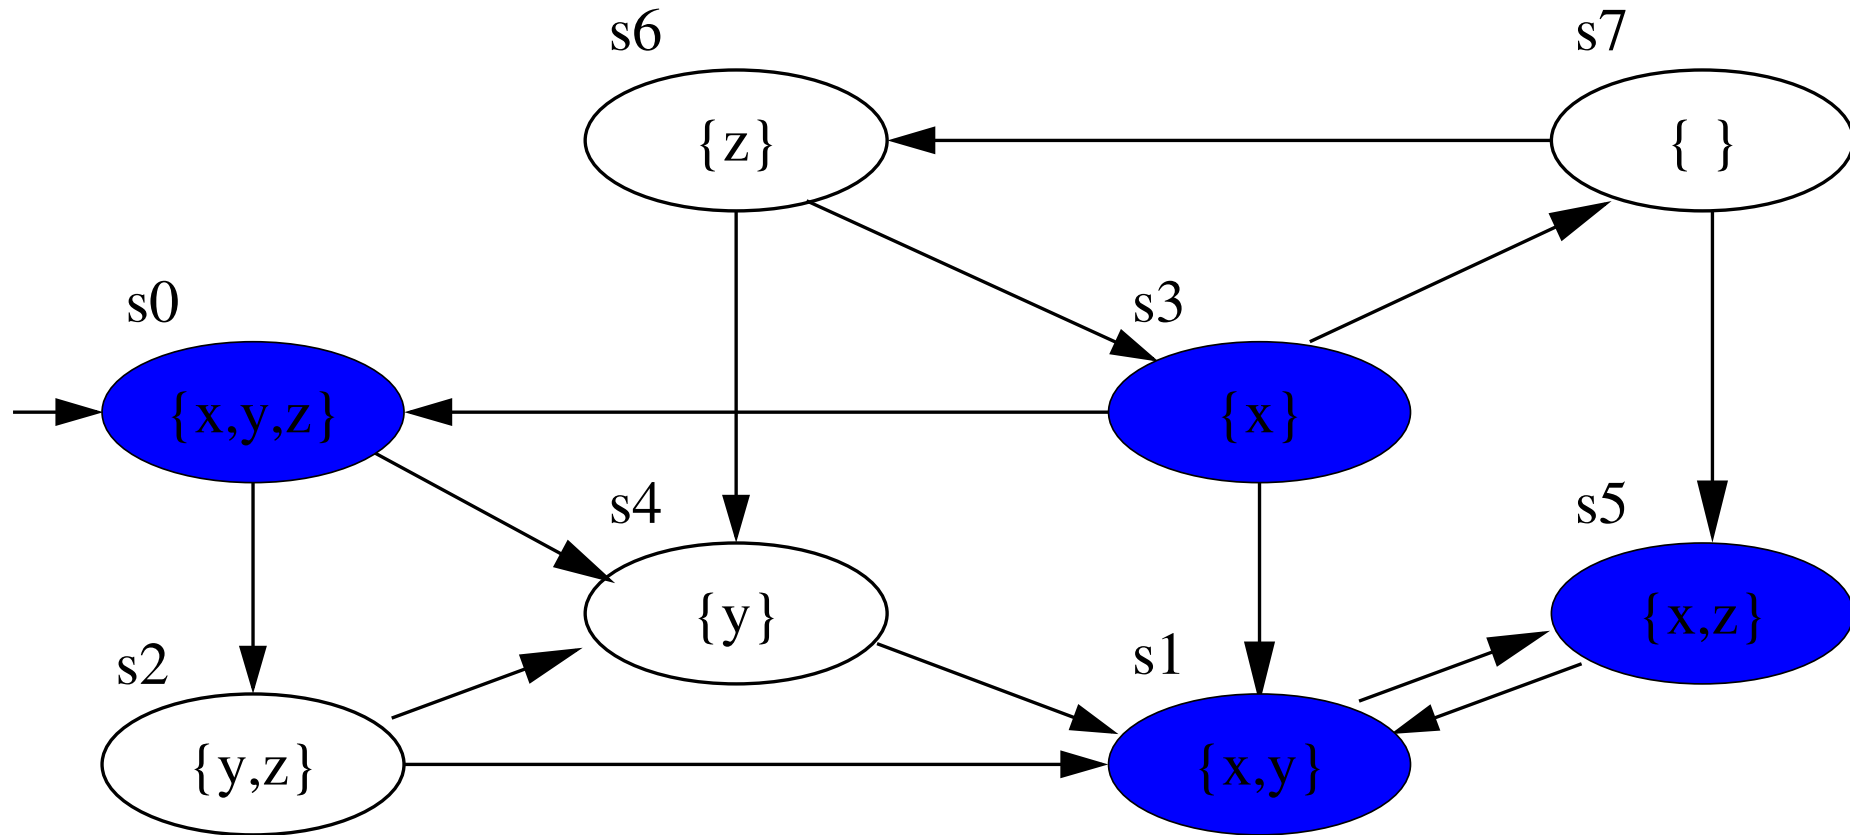 s6
s7
{z}
{ }
s0
s3
{x,y,z}
{x}
s4
s5
{y}
{x,z}
s2
s1
{y,z}
{x,y}